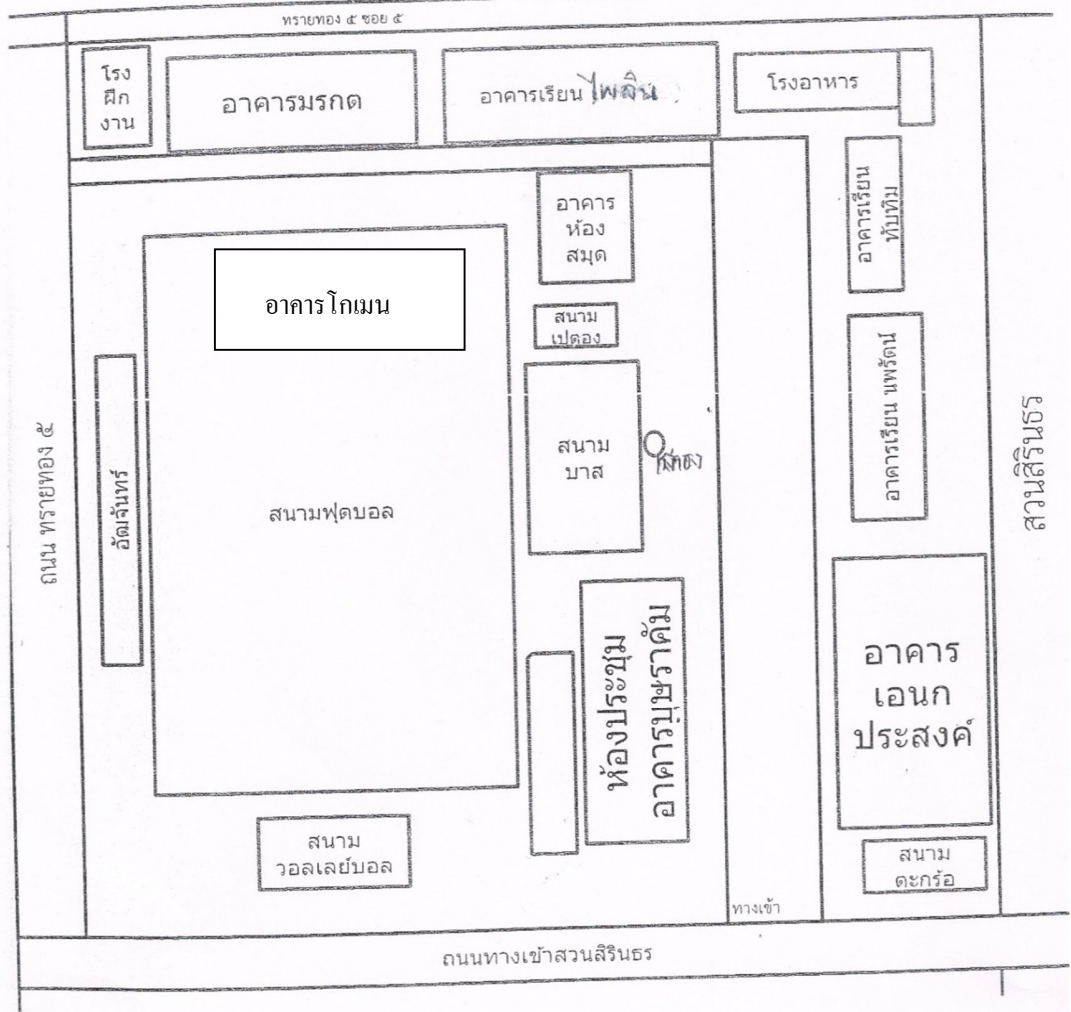 ทรายทอง ๕ ซอย ๕
โรง
ฝึก
งาน
อาคารมรกต
อาคารเรียน ไพลิน
โรงอาหาร
อาคาร
ห้อง
สมุด
อาคารเรียน
ทับทิม
อาคารโกเมน
สนาม
เปตอง
ถนน ทรายทอง ๕
อัฒจันทร์
สนามฟุตบอล
สนาม
บาส
อาคารเรียน นพรัตน์
สวนสิรินธร
ห้องประชุม
อาคารบุษราคัม
อาคาร
เอนก
ประสงค์
สนาม
วอลเลย์บอล
สนาม
ตะกร้อ
ทางเข้า
ถนนทางเข้าสวนสิรินธร